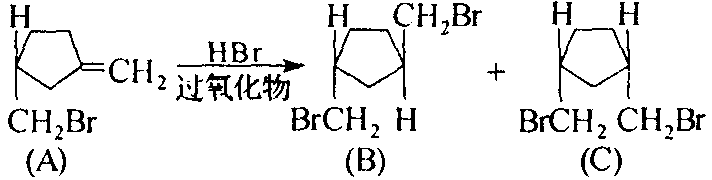 H
=CH2
CH2Br
(A)
HBr
过氧化物
H
CH2Br
BrCH2 H
(B)
+
H H
BrCH2 CH2Br
(C)